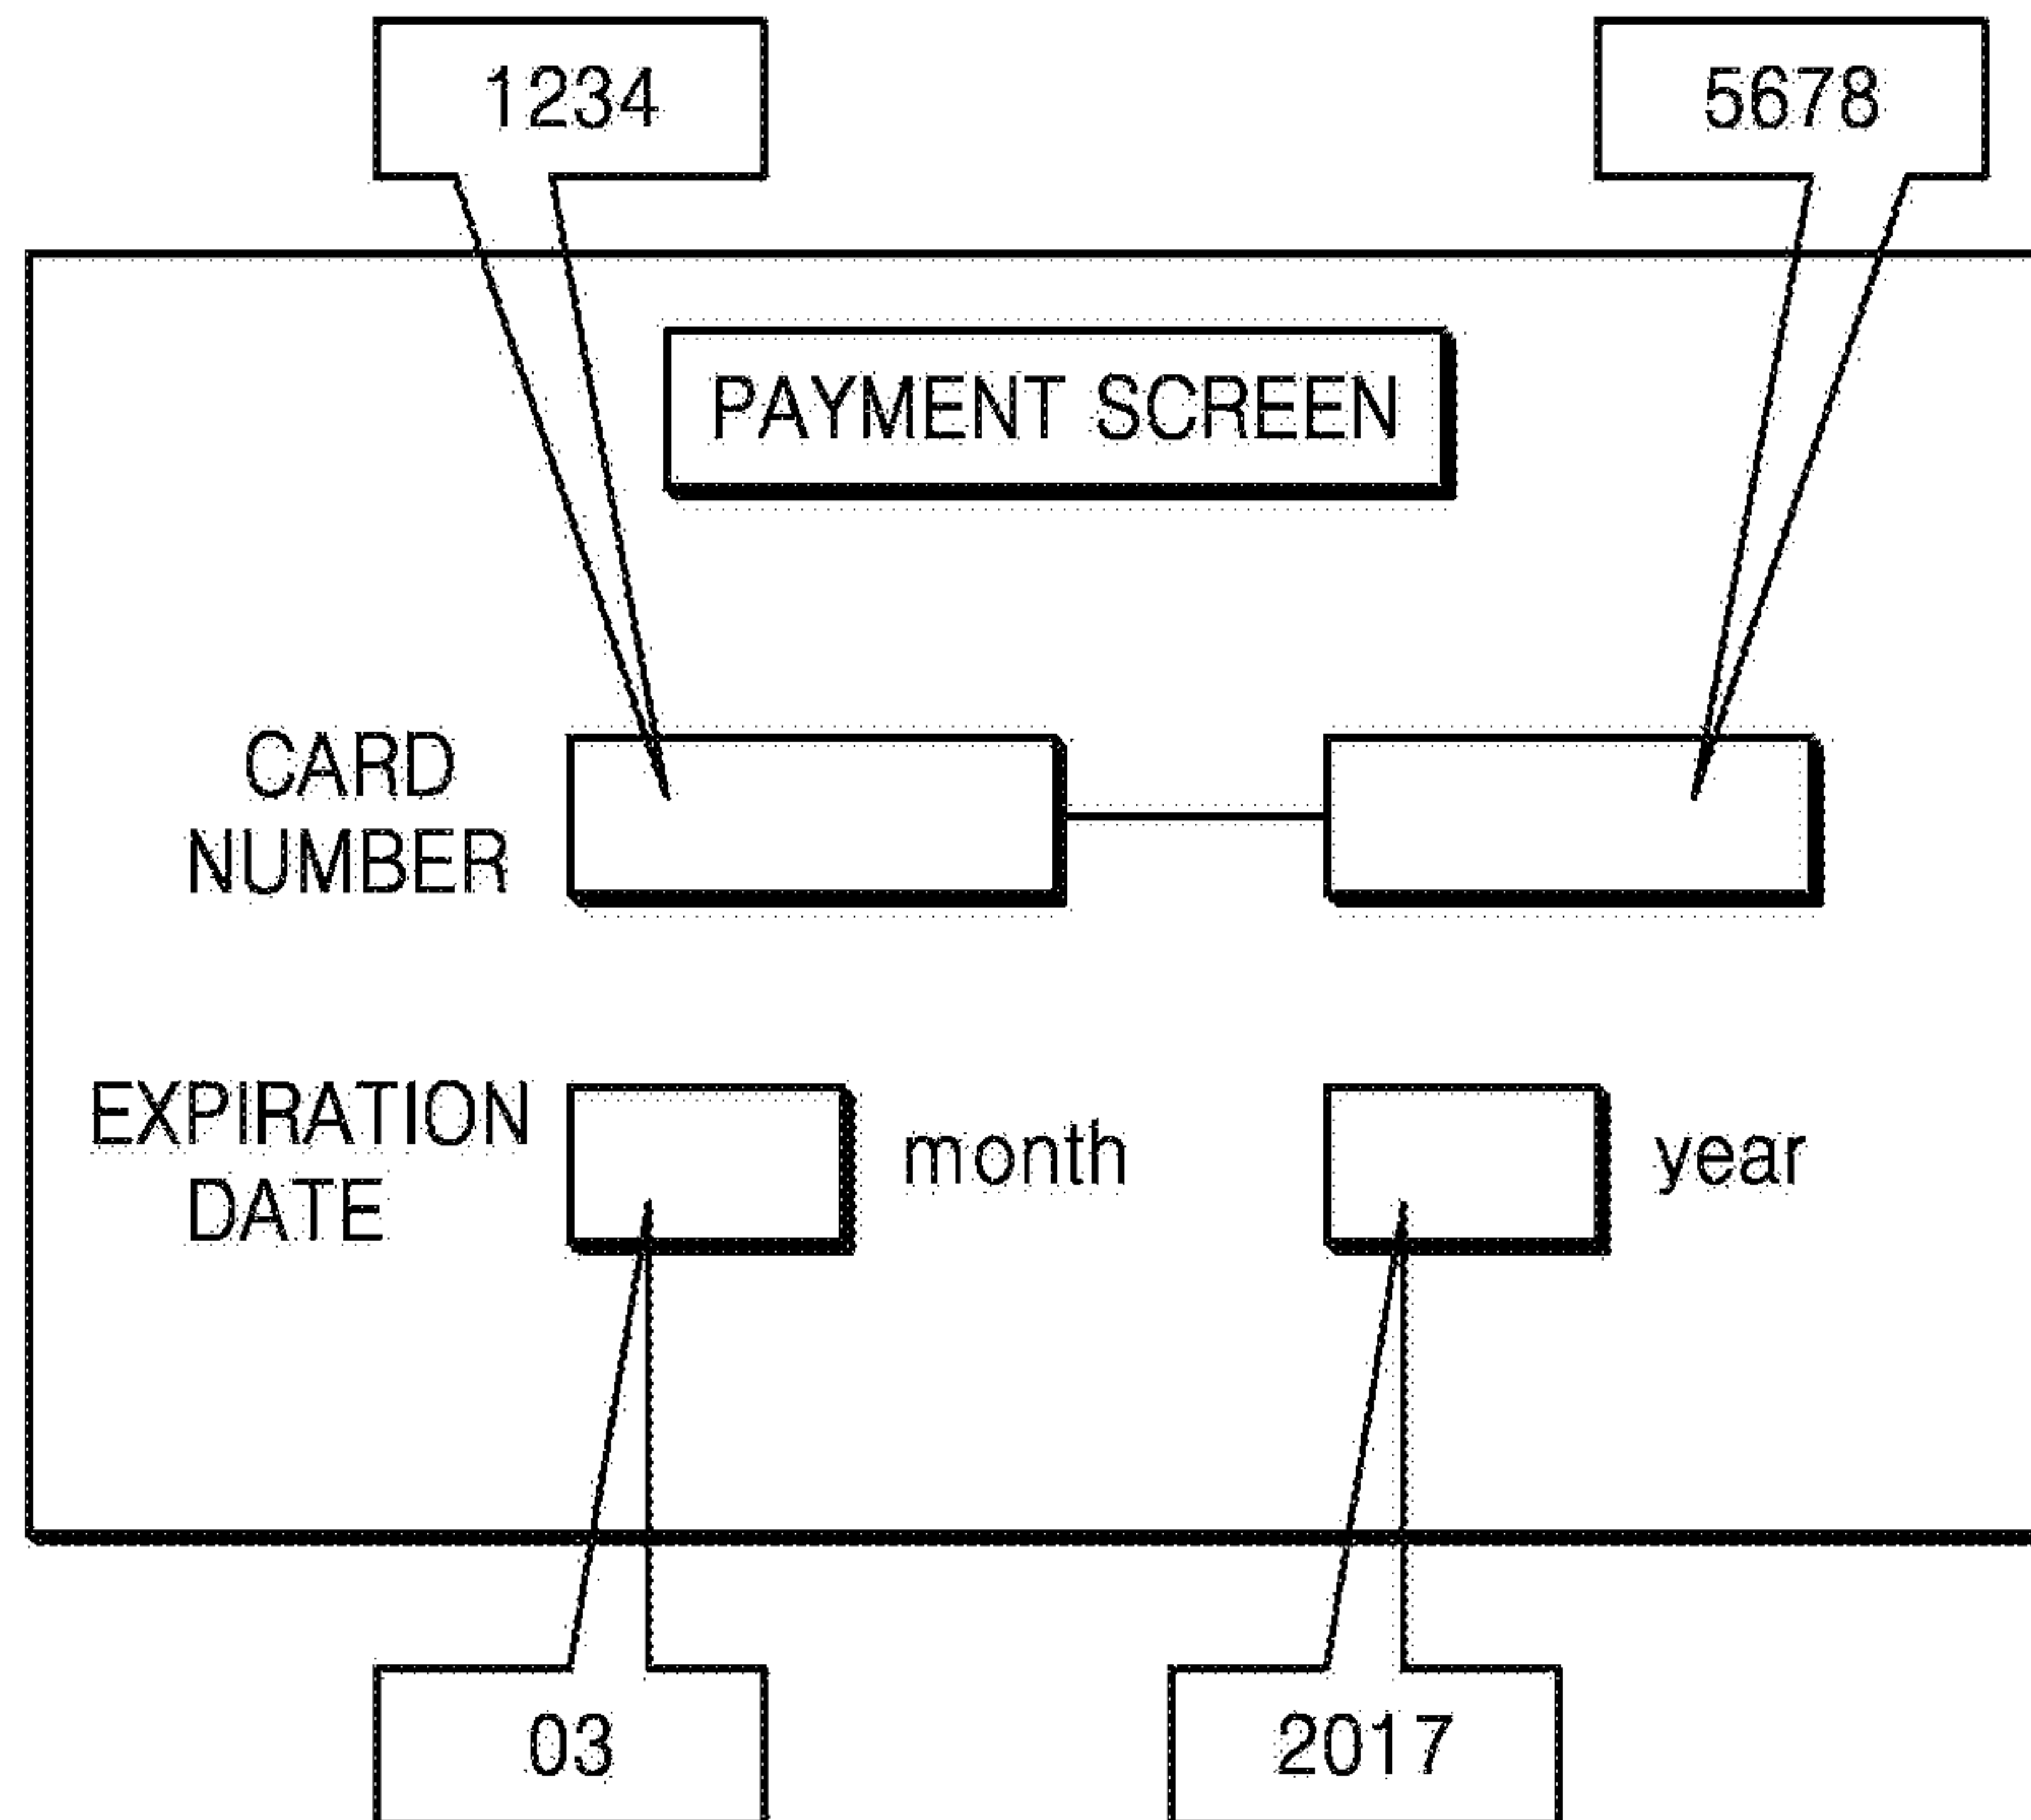 1234 5678
PAYMENT SCREEN
CARD
NUMBER
EXPIRATION
DATE
month
year
03 2017